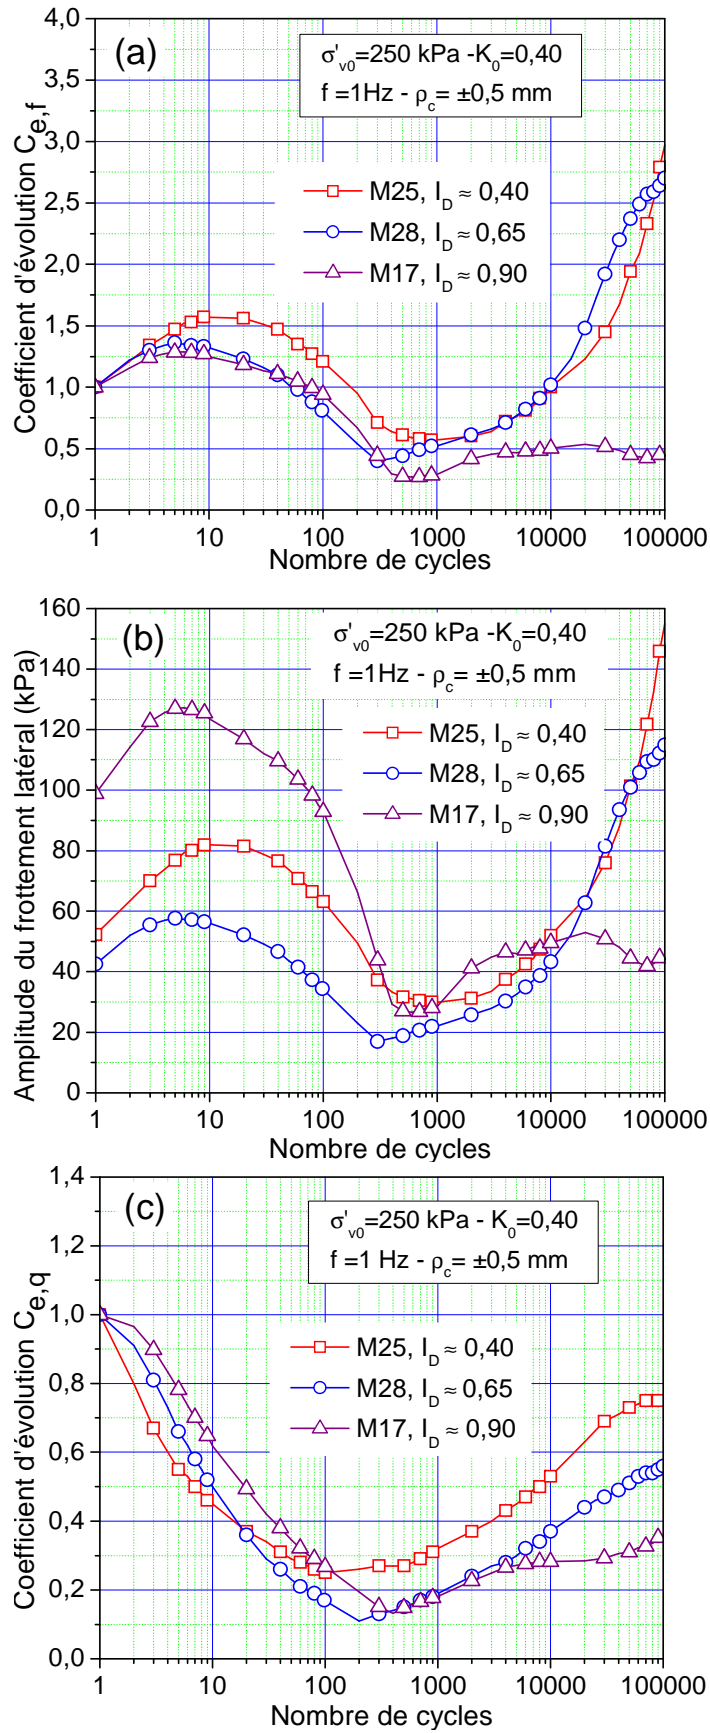 (a)
σ'v0=250 kPa -K0=0,40
f =1Hz - ρc= ±0,5 mm
M25, ID ≈ 0,40
M28, ID ≈ 0,65
M17, ID ≈ 0,90
Coefficient d'évolution Ce,f
4,0
3,5
3,0
2,5
2,0
1,5
1,0
0,5
0,0
1 10 100 1000 10000 100000
Nombre de cycles
(b)
σ'v0=250 kPa -K0=0,40
f =1Hz - ρc= ±0,5 mm
M25, ID ≈ 0,40
M28, ID ≈ 0,65
M17, ID ≈ 0,90
Amplitude du frottement latéral (kPa)
160
140
120
100
80
60
40
20
0
1 10 100 1000 10000 100000
Nombre de cycles
(c)
σ'v0=250 kPa - K0=0,40
f =1 Hz - ρc= ±0,5 mm
M25, ID ≈ 0,40
M28, ID ≈ 0,65
M17, ID ≈ 0,90
Coefficient d'évolution Ce,q
1,4
1,2
1,0
0,8
0,6
0,4
0,2
0,0
1 10 100 1000 10000 100000
Nombre de cycles